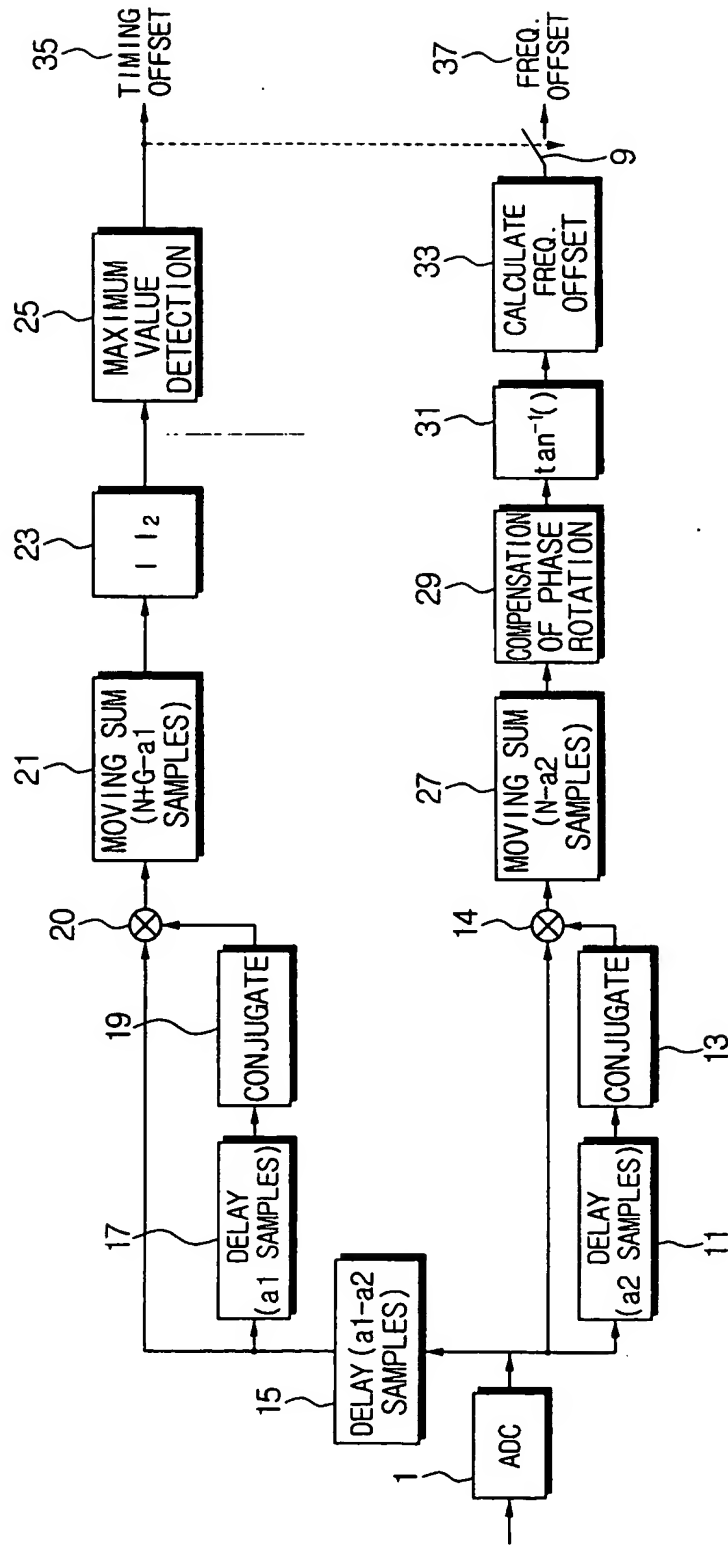 35
TIMING
OFFSET
37
FREQ.
OFFSET
9
25
MAXIMUM
VALUE
DETECTION
33
CALCULATE
FREQ.
OFFSET
31
tan⁻¹()
23
| |2
29
COMPENSATION
OF PHASE
ROTATION
21
MOVING SUM
(N+G-a1
SAMPLES)
27
MOVING SUM
(N-a2
SAMPLES)
20
14
19
CONJUGATE
13
CONJUGATE
17
DELAY
(a1 SAMPLES)
11
DELAY
(a2 SAMPLES)
15
DELAY(a1-a2
SAMPLES)
1
ADC